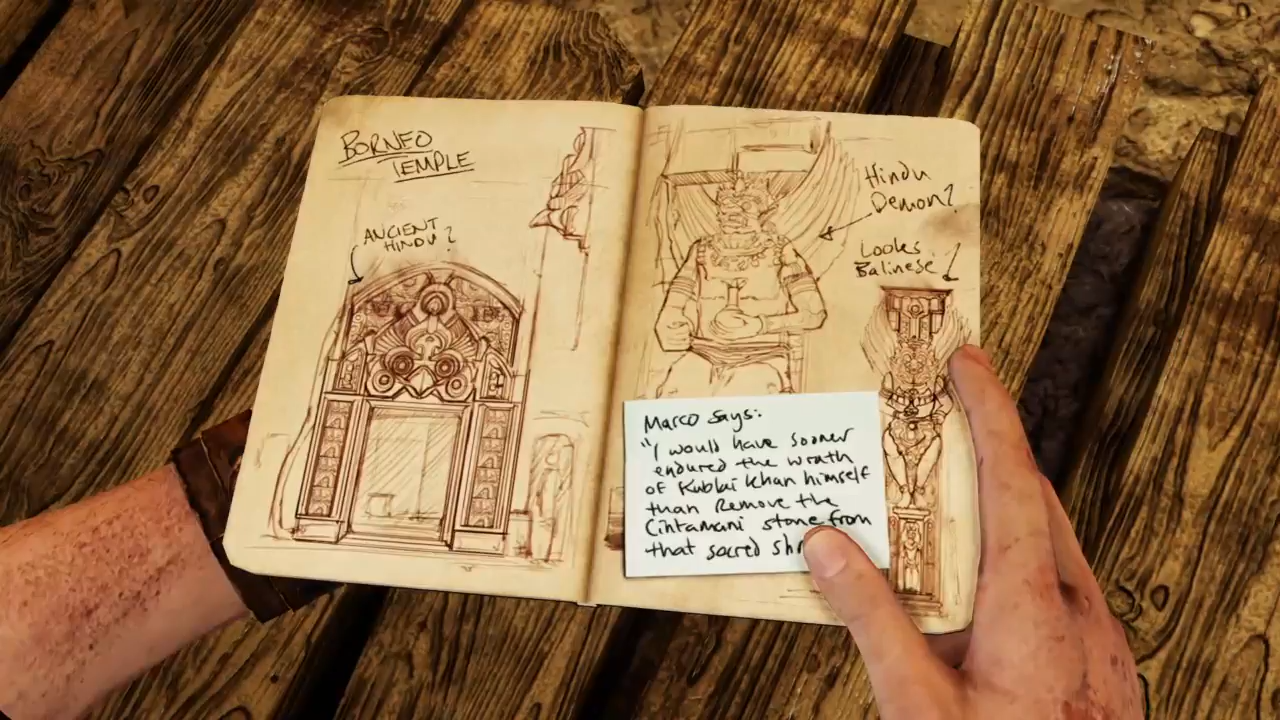 BORNEO
TEMPLE
ANCIENT
HINDU?
Hindu
Demon?
Looks
Balinese!
Marco says:
"I would have sooner
endured the wrath
of Kublai Khan himself
than Remove the
Cintamani stone from
that sacred